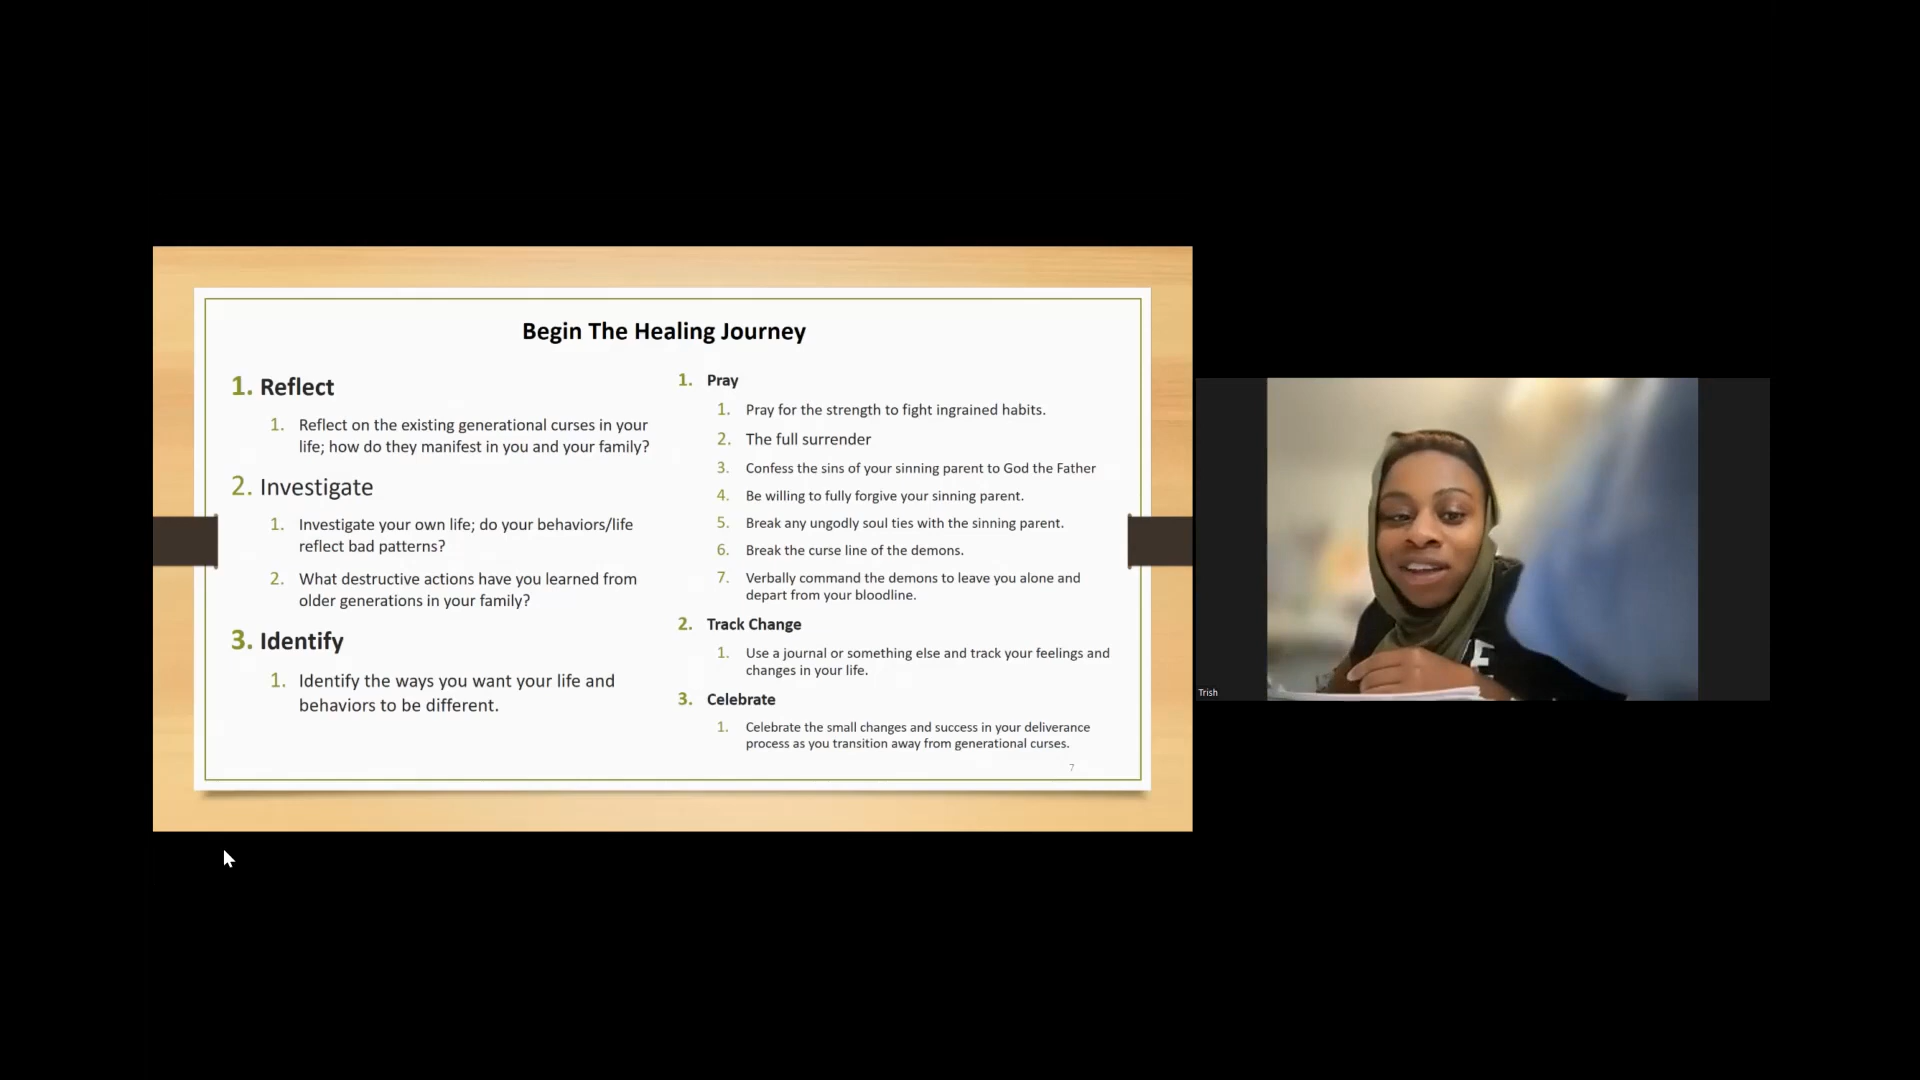 Begin The Healing Journey
1. Reflect
1. Reflect on the existing generational curses in your
life; how do they manifest in you and your family?
2. Investigate
1. Investigate your own life; do your behaviors/life
reflect bad patterns?
2. What destructive actions have you learned from
older generations in your family?
3. Identify
1. Identify the ways you want your life and
behaviors to be different.
1. Pray
1. Pray for the strength to fight ingrained habits.
2. The full surrender
3. Confess the sins of your sinning parent to God the Father
4. Be willing to fully forgive your sinning parent.
5. Break any ungodly soul ties with the sinning parent.
6. Break the curse line of the demons.
7. Verbally command the demons to leave you alone and
depart from your bloodline.
2. Track Change
1. Use a journal or something else and track your feelings and
changes in your life.
3. Celebrate
1. Celebrate the small changes and success in your deliverance
process as you transition away from generational curses.
7
Trish